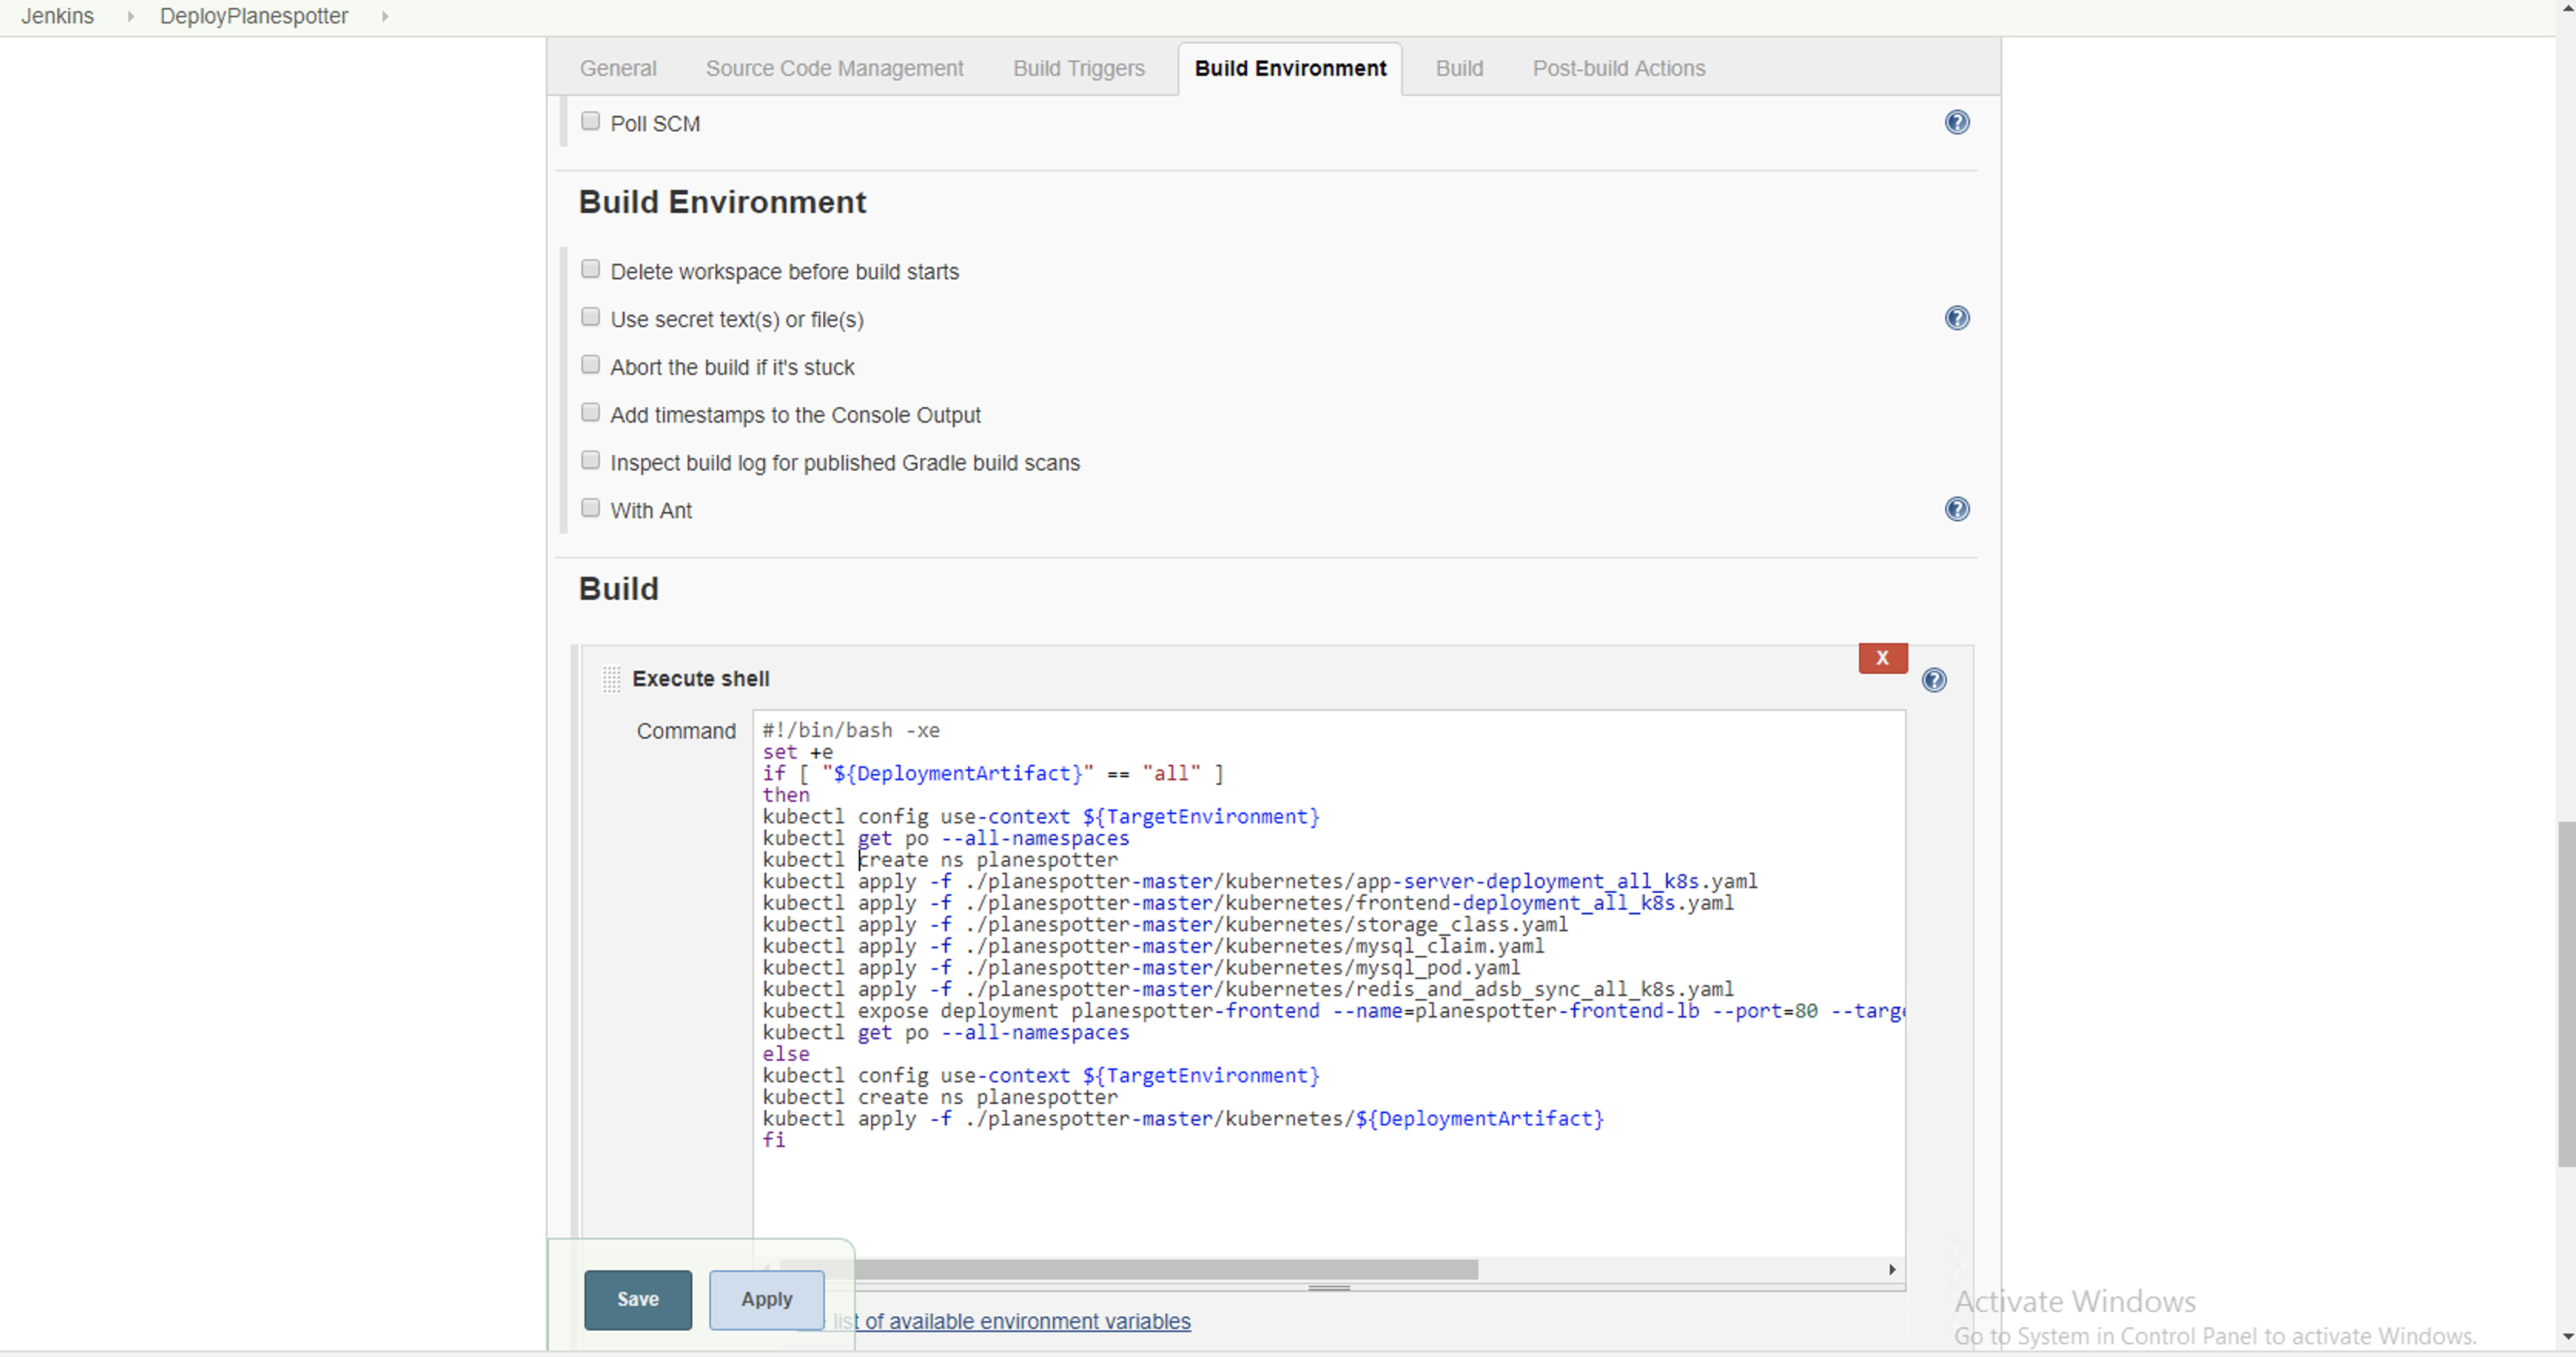 Jenkins DeployPlanespotter
General Source Code Management Build Triggers Build Environment Build Post-build Actions
Poll SCM
Build Environment
Delete workspace before build starts
Use secret text(s) or file(s)
Abort the build if it's stuck
Add timestamps to the Console Output
Inspect build log for published Gradle build scans
With Ant
Build
X
Execute shell
Command
#!/bin/bash -xe
set +e
if [ "${DeploymentArtifact}" == "all" ]
then
kubectl config use-context ${TargetEnvironment}
kubectl get po --all-namespaces
kubectl create ns planespotter
kubectl apply -f ./planespotter-master/kubernetes/app-server-deployment_all_k8s.yaml
kubectl apply -f ./planespotter-master/kubernetes/frontend-deployment_all_k8s.yaml
kubectl apply -f ./planespotter-master/kubernetes/storage_class.yaml
kubectl apply -f ./planespotter-master/kubernetes/mysql_claim.yaml
kubectl apply -f ./planespotter-master/kubernetes/mysql_pod.yaml
kubectl apply -f ./planespotter-master/kubernetes/redis_and_adsb_sync_all_k8s.yaml
kubectl expose deployment planespotter-frontend --name=planespotter-frontend-lb --port=80 --targe
kubectl get po --all-namespaces
else
kubectl config use-context ${TargetEnvironment}
kubectl create ns planespotter
kubectl apply -f ./planespotter-master/kubernetes/${DeploymentArtifact}
fi
Save Apply
list of available environment variables
Activate Windows
Go to System in Control Panel to activate Windows.